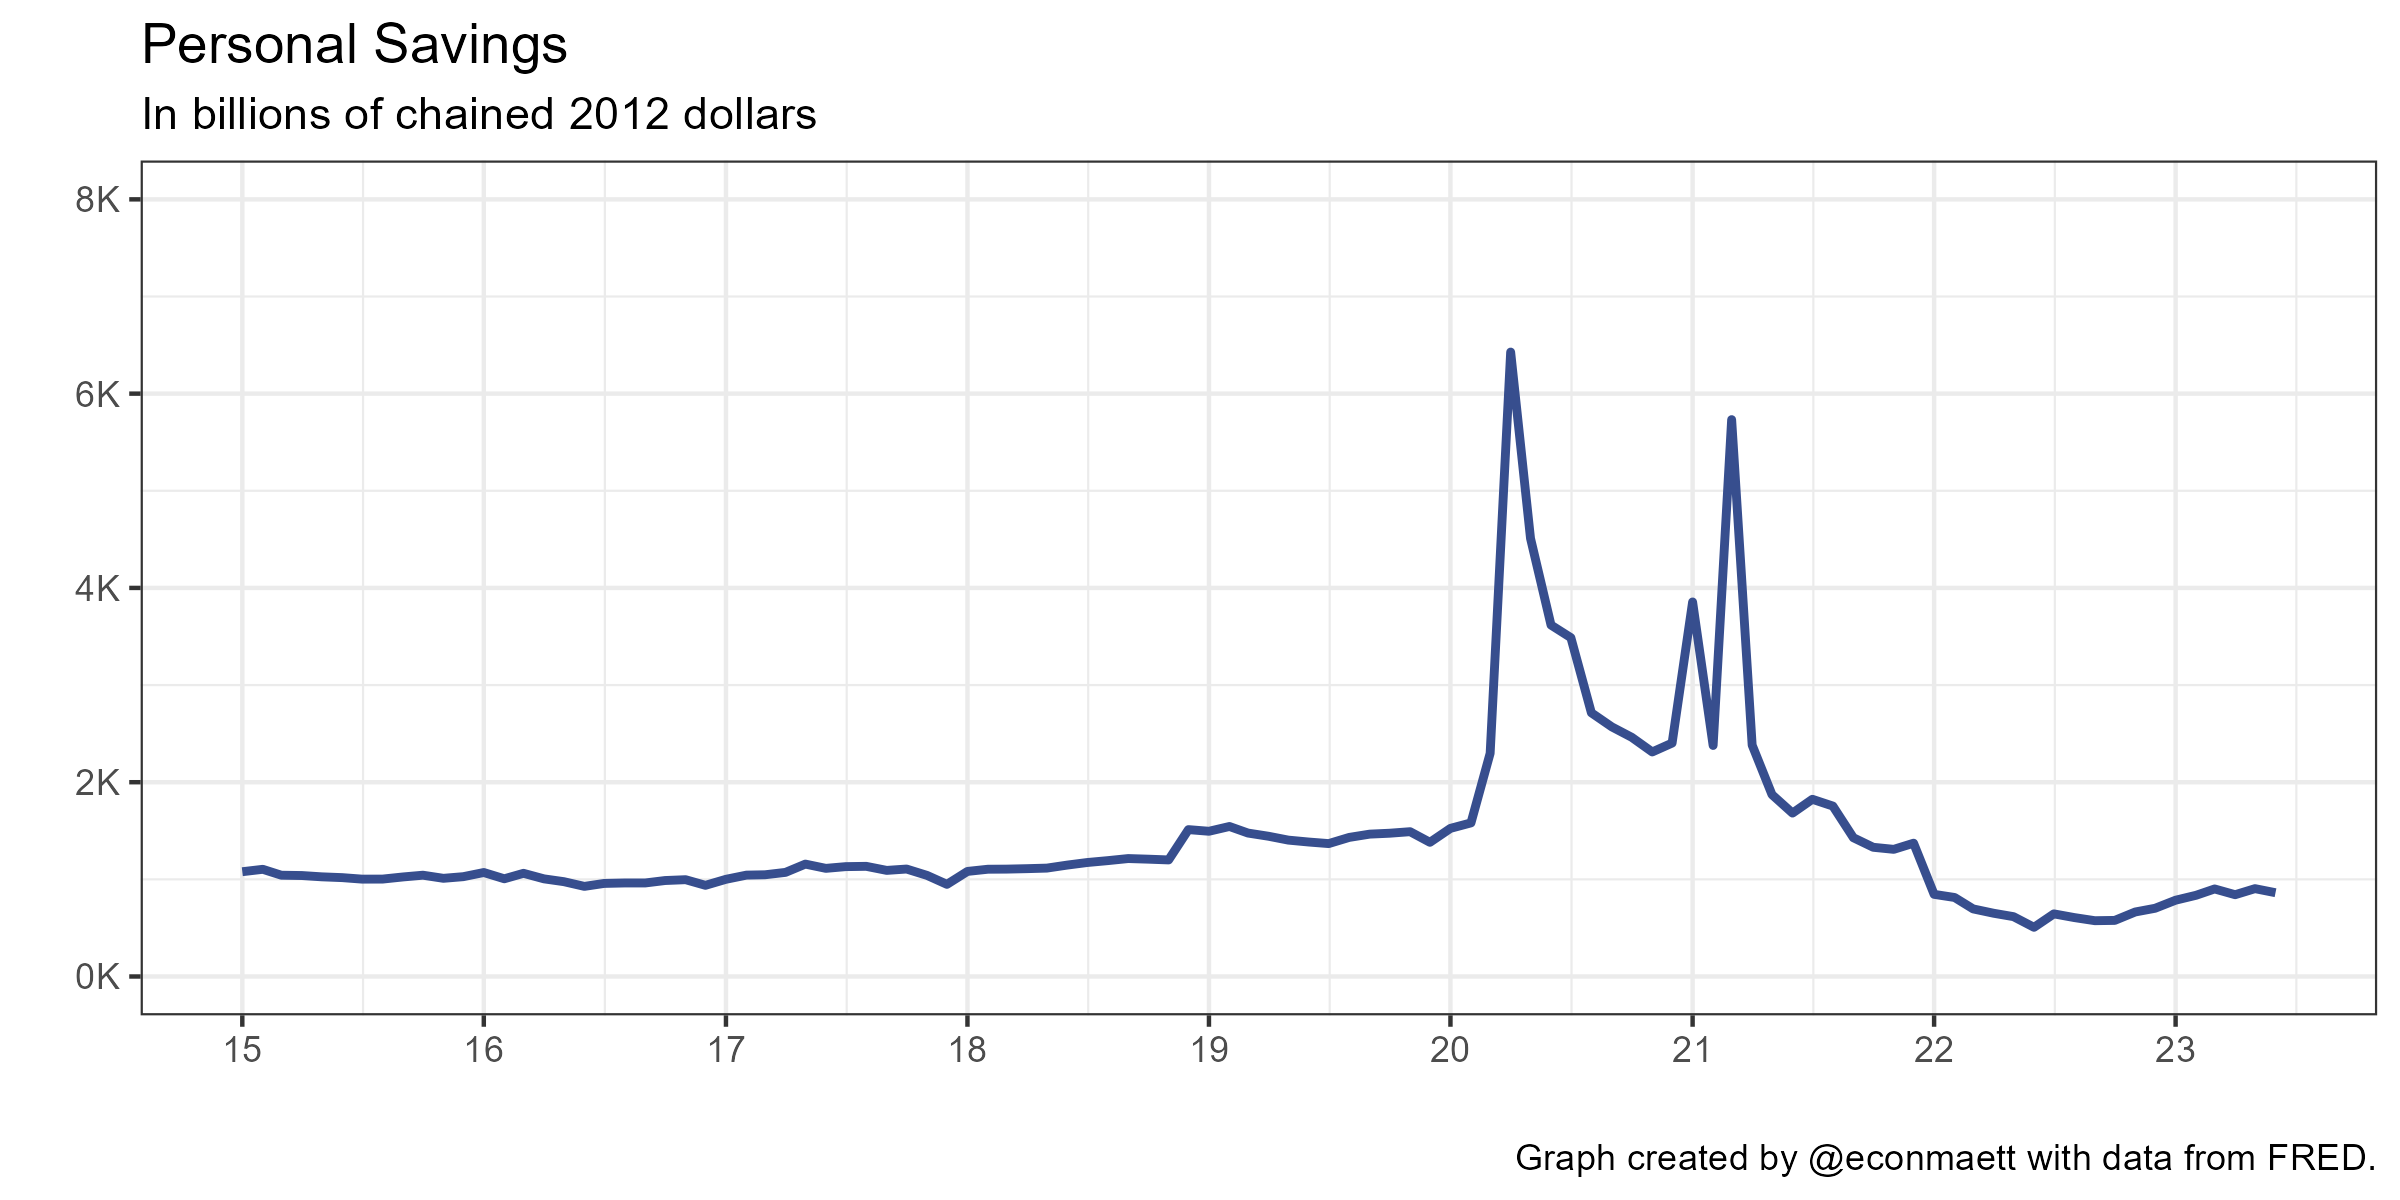 Personal Savings
In billions of chained 2012 dollars
8K
6K
4K
2K
0K
15 16 17 18 19 20 21 22 23
Graph created by @econmaett with data from FRED.